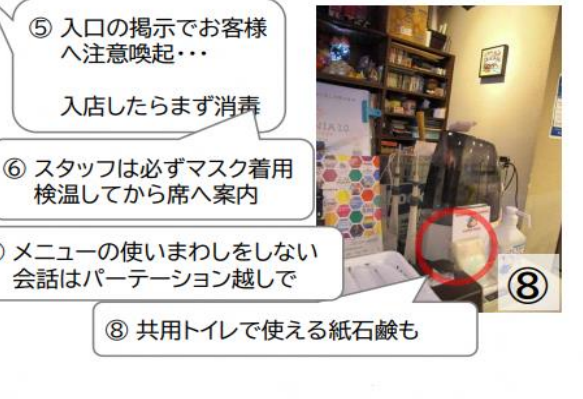 ⑤ 入口の掲示でお客様
へ注意喚起・・・
入店したらまず消毒
⑥ スタッフは必ずマスク着用
検温してから席へ案内
メニューの使いまわしをしない
会話はパーテーション越しで
⑧ 共用トイレで使える紙石鹸も
⑧